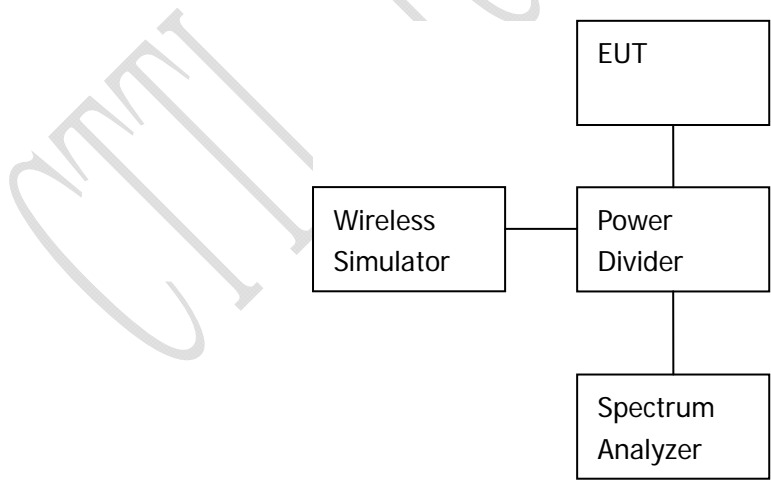 EUT
Wireless
Simulator
Power
Divider
Spectrum
Analyzer